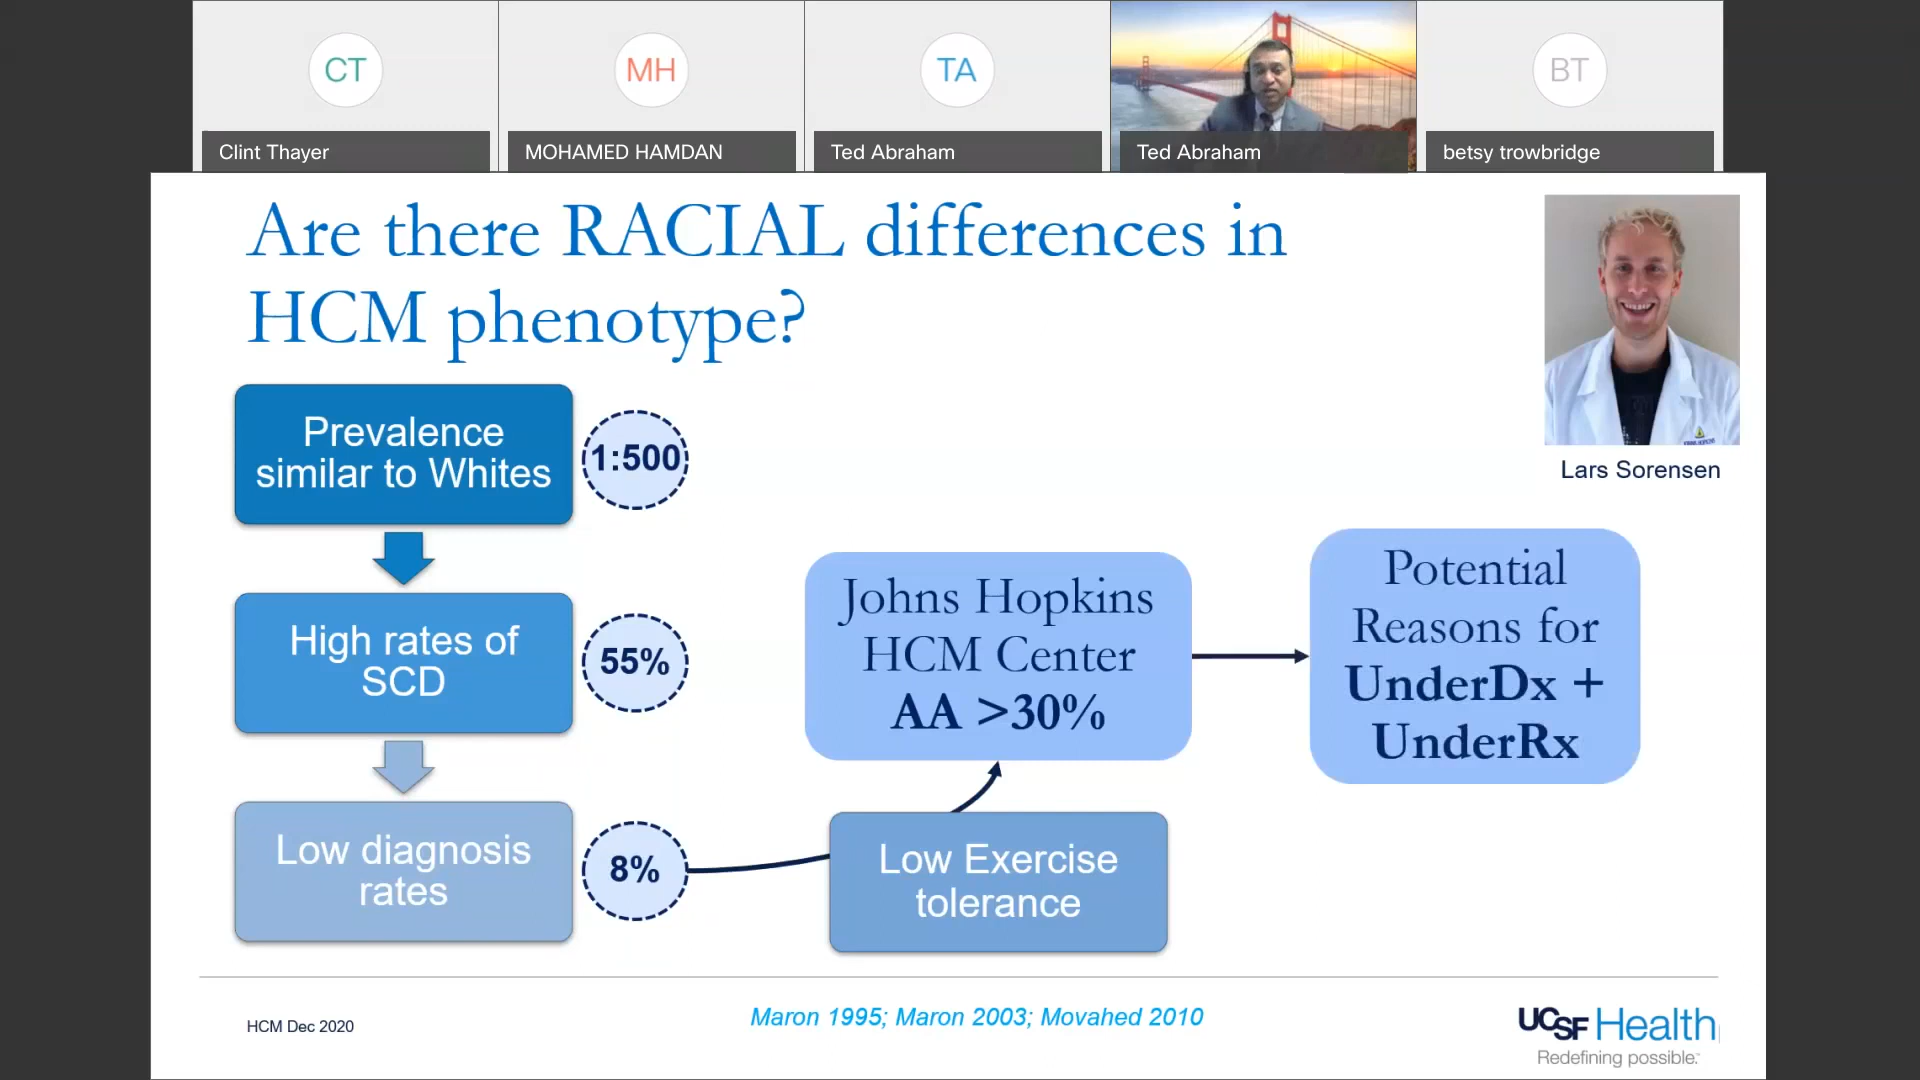 CT
MH
TA
BT
Clint Thayer
MOHAMED HAMDAN
Ted Abraham
Ted Abraham
betsy trowbridge
Are there RACIAL differences in
HCM phenotype?
Lars Sorensen
Prevalence
similar to Whites
1:500
High rates of
SCD
55%
Low diagnosis
rates
8%
Low Exercise
tolerance
Johns Hopkins
HCM Center
AA >30%
Potential
Reasons for
UnderDx +
UnderRx
HCM Dec 2020
Maron 1995; Maron 2003; Movahed 2010
UCSF Health
Redefining possible.